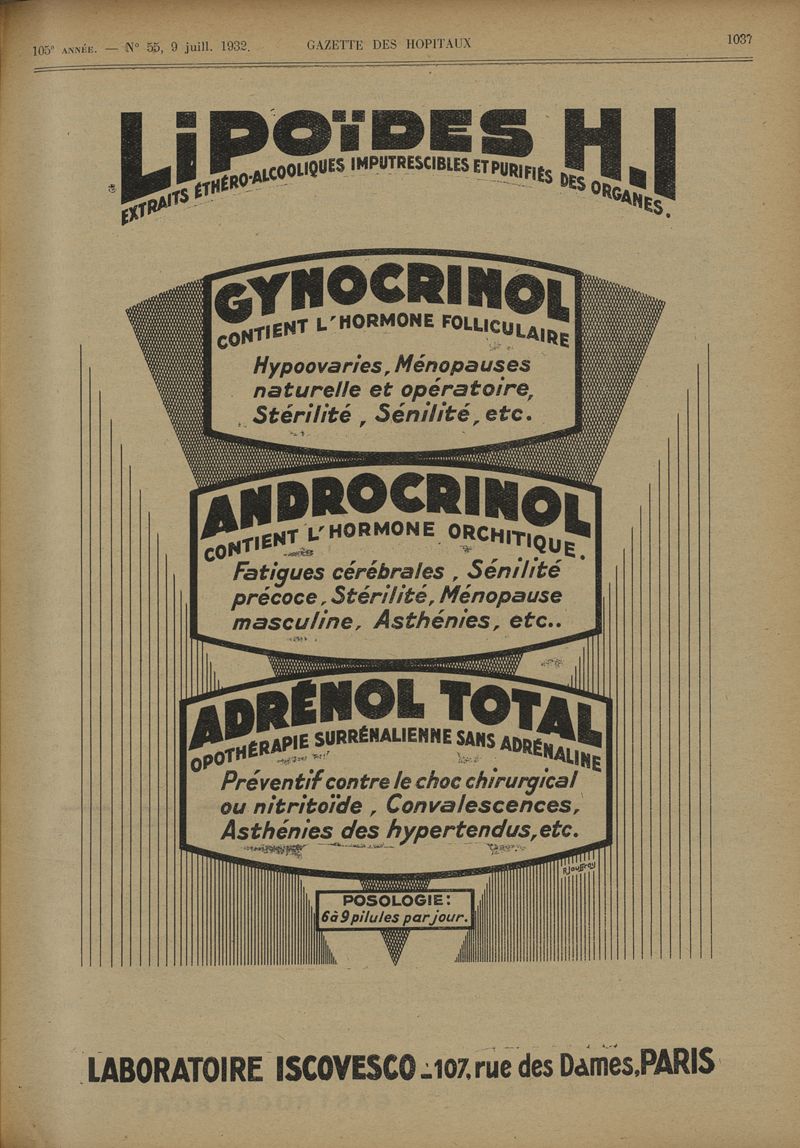 105e ANNÉE. — N° 55, 9 juill. 1932. GAZETTE DES HOPITAUX 1037
LiPOÏDES H.I
EXTRAITS ÉTHÉRO-ALCOOLIQUES IMPUTRESCIBLES ET PURIFIÉS DES ORGANES.
GYNOCRINOL
CONTIENT L'HORMONE FOLLICULAIRE
Hypoovaries, Ménopauses
naturelle et opératoire,
Stérilité, Sénilité, etc.
ANDROCRINOL
CONTIENT L'HORMONE ORCHITIQUE.
Fatigues cérébrales, Sénilité
précoce, Stérilité, Ménopause
masculine, Asthénies, etc..
ADRÉNOL TOTAL
OPOTHÉRAPIE SURRÉNALIENNE SANS ADRÉNALINE
Préventif contre le choc chirurgical
ou nitritoïde, Convalescences,
Asthénies des hypertendus, etc.
R. Jouffroy
POSOLOGIE:
6 à 9 pilules par jour.
LABORATOIRE ISCOVESCO - 107, rue des Dames, PARIS